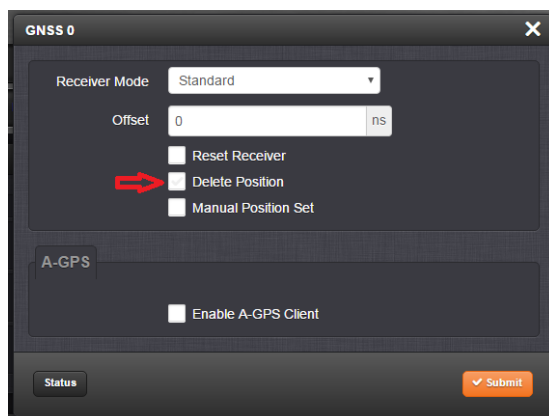 GNSS 0
Receiver Mode Standard
Offset 0 ns
Reset Receiver
Delete Position
Manual Position Set
A-GPS
Enable A-GPS Client
Status Submit